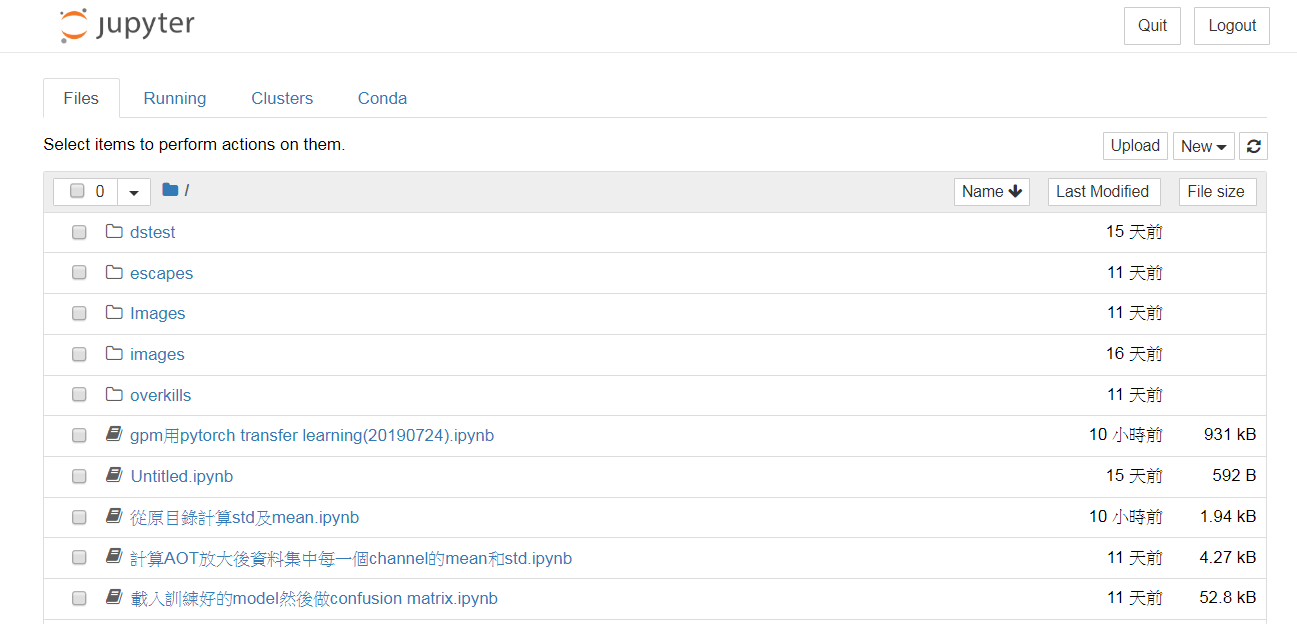 jupyter Quit Logout
Files Running Clusters Conda
Select items to perform actions on them. Upload New
0 / Name Last Modified File size
dstest 15 天前
escapes 11 天前
Images 11 天前
images 16 天前
overkills 11 天前
gpm用pytorch transfer learning(20190724).ipynb 10 小時前 931 kB
Untitled.ipynb 15 天前 592 B
從原目錄計算std及mean.ipynb 10 小時前 1.94 kB
計算AOT放大後資料集中每一個channel的mean和std.ipynb 11 天前 4.27 kB
載入訓練好的model然後做confusion matrix.ipynb 11 天前 52.8 kB